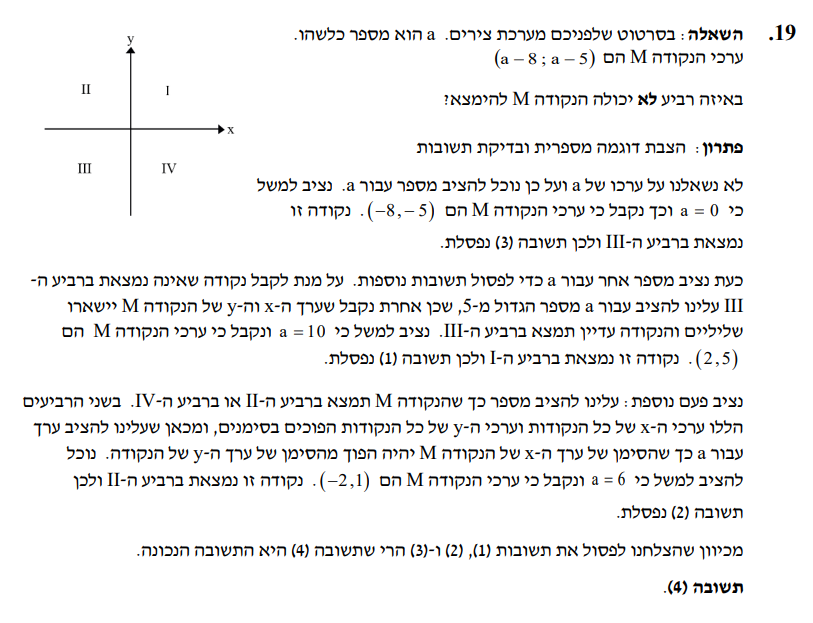 19. השאלה: בסרטוט שלפניכם מערכת צירים. a הוא מספר כלשהו.
ערכי הנקודה M הם (a – 8 ; a – 5)
באיזה רביע לא יכולה הנקודה M להימצא?
y
II
I
x
III
IV
פתרון: הצבת דוגמה מספרית ובדיקת תשובות
לא נשאלנו על ערכו של a ועל כן נוכל להציב מספר עבור a. נציב למשל
כי a = 0 וכך נקבל כי ערכי הנקודה M הם (–8, – 5). נקודה זו
נמצאת ברביע ה-III ולכן תשובה (3) נפסלת.
כעת נציב מספר אחר עבור a כדי לפסול תשובות נוספות. על מנת לקבל נקודה שאינה נמצאת ברביע ה-
III עלינו להציב עבור a מספר הגדול מ-5, שכן אחרת נקבל שערך ה-x וה-y של הנקודה M יישארו
שליליים והנקודה עדיין תמצא ברביע ה-III. נציב למשל כי a = 10 ונקבל כי ערכי הנקודה M הם
(2, 5). נקודה זו נמצאת ברביע ה-I ולכן תשובה (1) נפסלת.
נציב פעם נוספת: עלינו להציב מספר כך שהנקודה M תמצא ברביע ה-II או ברביע ה-IV. בשני הרביעים
הללו ערכי ה-x של כל הנקודות וערכי ה-y של כל הנקודות הפוכים בסימנים, ומכאן שעלינו להציב ערך
עבור a כך שהסימן של ערך ה-x של הנקודה M יהיה הפוך מהסימן של ערך ה-y של הנקודה. נוכל
להציב למשל כי a = 6 ונקבל כי ערכי הנקודה M הם (–2, 1). נקודה זו נמצאת ברביע ה-II ולכן
תשובה (2) נפסלת.
מכיוון שהצלחנו לפסול את תשובות (1), (2) ו-(3) הרי שתשובה (4) היא התשובה הנכונה.
תשובה (4).